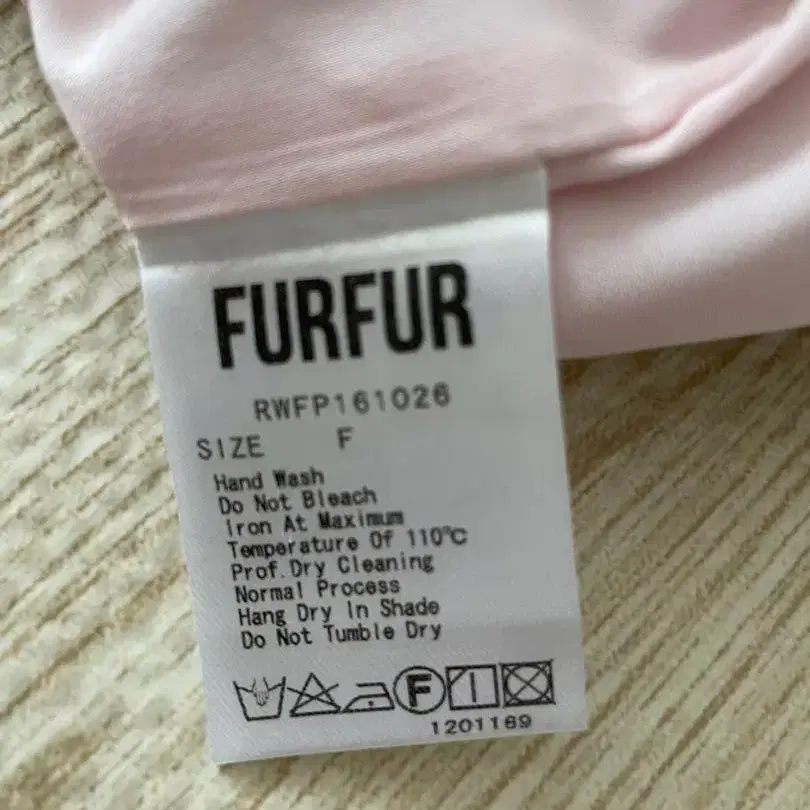 FURFUR
RWFP161026
SIZE F
Hand Wash
Do Not Bleach
Iron At Maximum
Temperature Of 110℃
Prof.Dry Cleaning
Normal Process
Hang Dry In Shade
Do Not Tumble Dry
F
1201169